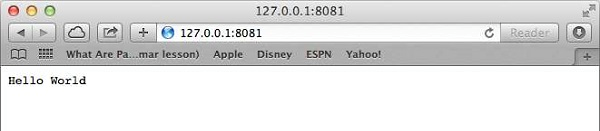 127.0.0.1:8081
127.0.0.1:8081 Reader
What Are Pa...mar lesson) Apple Disney ESPN Yahoo!
Hello World